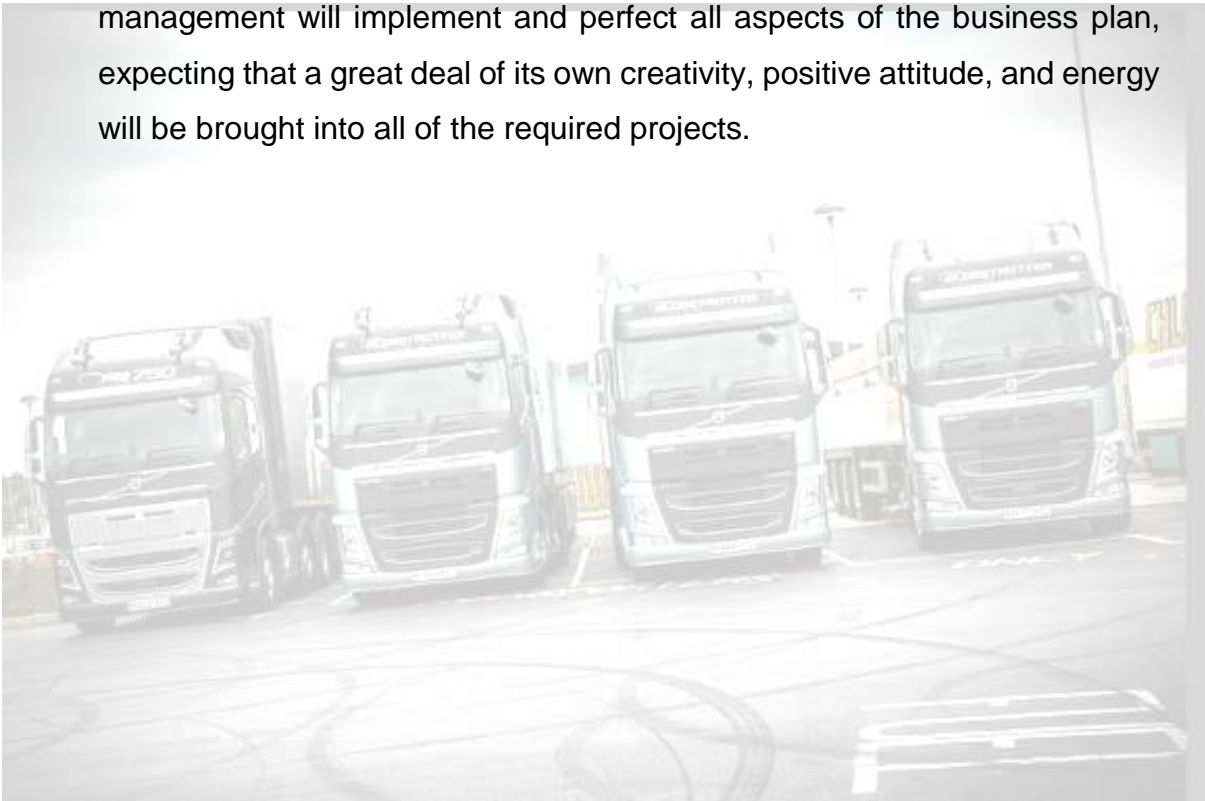 management will implement and perfect all aspects of the business plan,
expecting that a great deal of its own creativity, positive attitude, and energy
will be brought into all of the required projects.
750